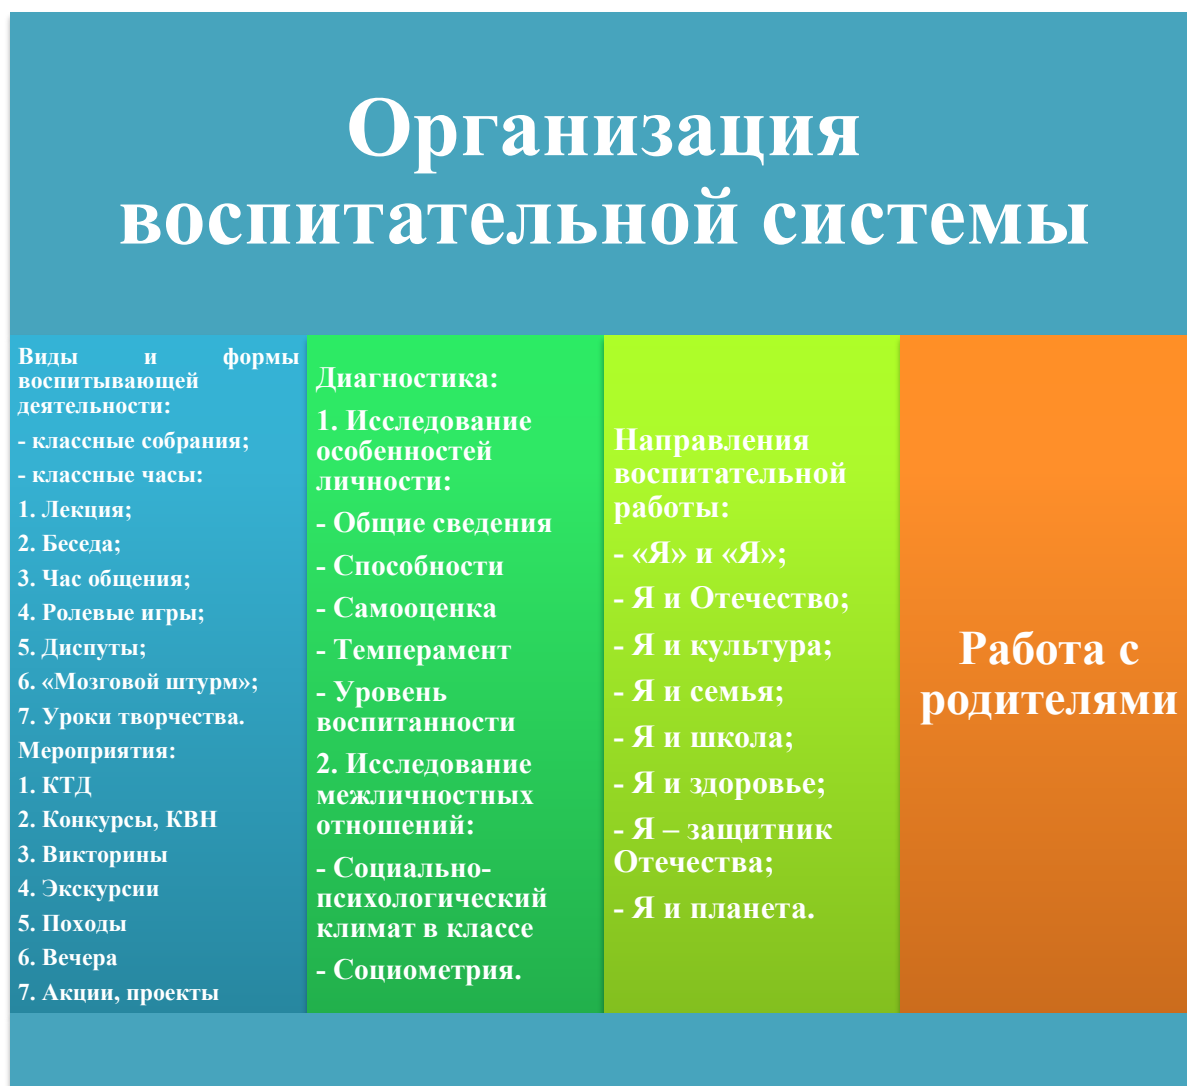 Организация
воспитательной системы
Виды и формы
воспитывающей
деятельности:
- классные собрания;
- классные часы:
1. Лекция;
2. Беседа;
3. Час общения;
4. Ролевые игры;
5. Диспуты;
6. «Мозговой штурм»;
7. Уроки творчества.
Мероприятия:
1. КТД
2. Конкурсы, КВН
3. Викторины
4. Экскурсии
5. Походы
6. Вечера
7. Акции, проекты
Диагностика:
1. Исследование
особенностей
личности:
- Общие сведения
- Способности
- Самооценка
- Темперамент
- Уровень
воспитанности
2. Исследование
межличностных
отношений:
- Социально-
психологический
климат в классе
- Социометрия.
Направления
воспитательной
работы:
- «Я» и «Я»;
- Я и Отечество;
- Я и культура;
- Я и семья;
- Я и школа;
- Я и здоровье;
- Я – защитник
Отечества;
- Я и планета.
Работа с
родителями